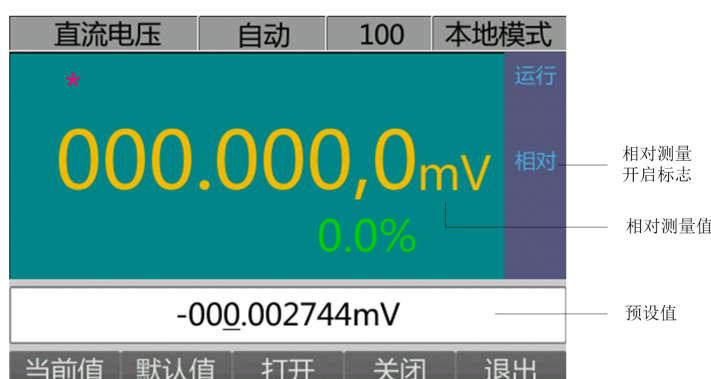 直流电压 自动 100 本地模式
* 运行
000.000,0mV 相对
0.0%
-000.002744mV
当前值 默认值 打开 关闭 退出
相对测量
开启标志
相对测量值
预设值